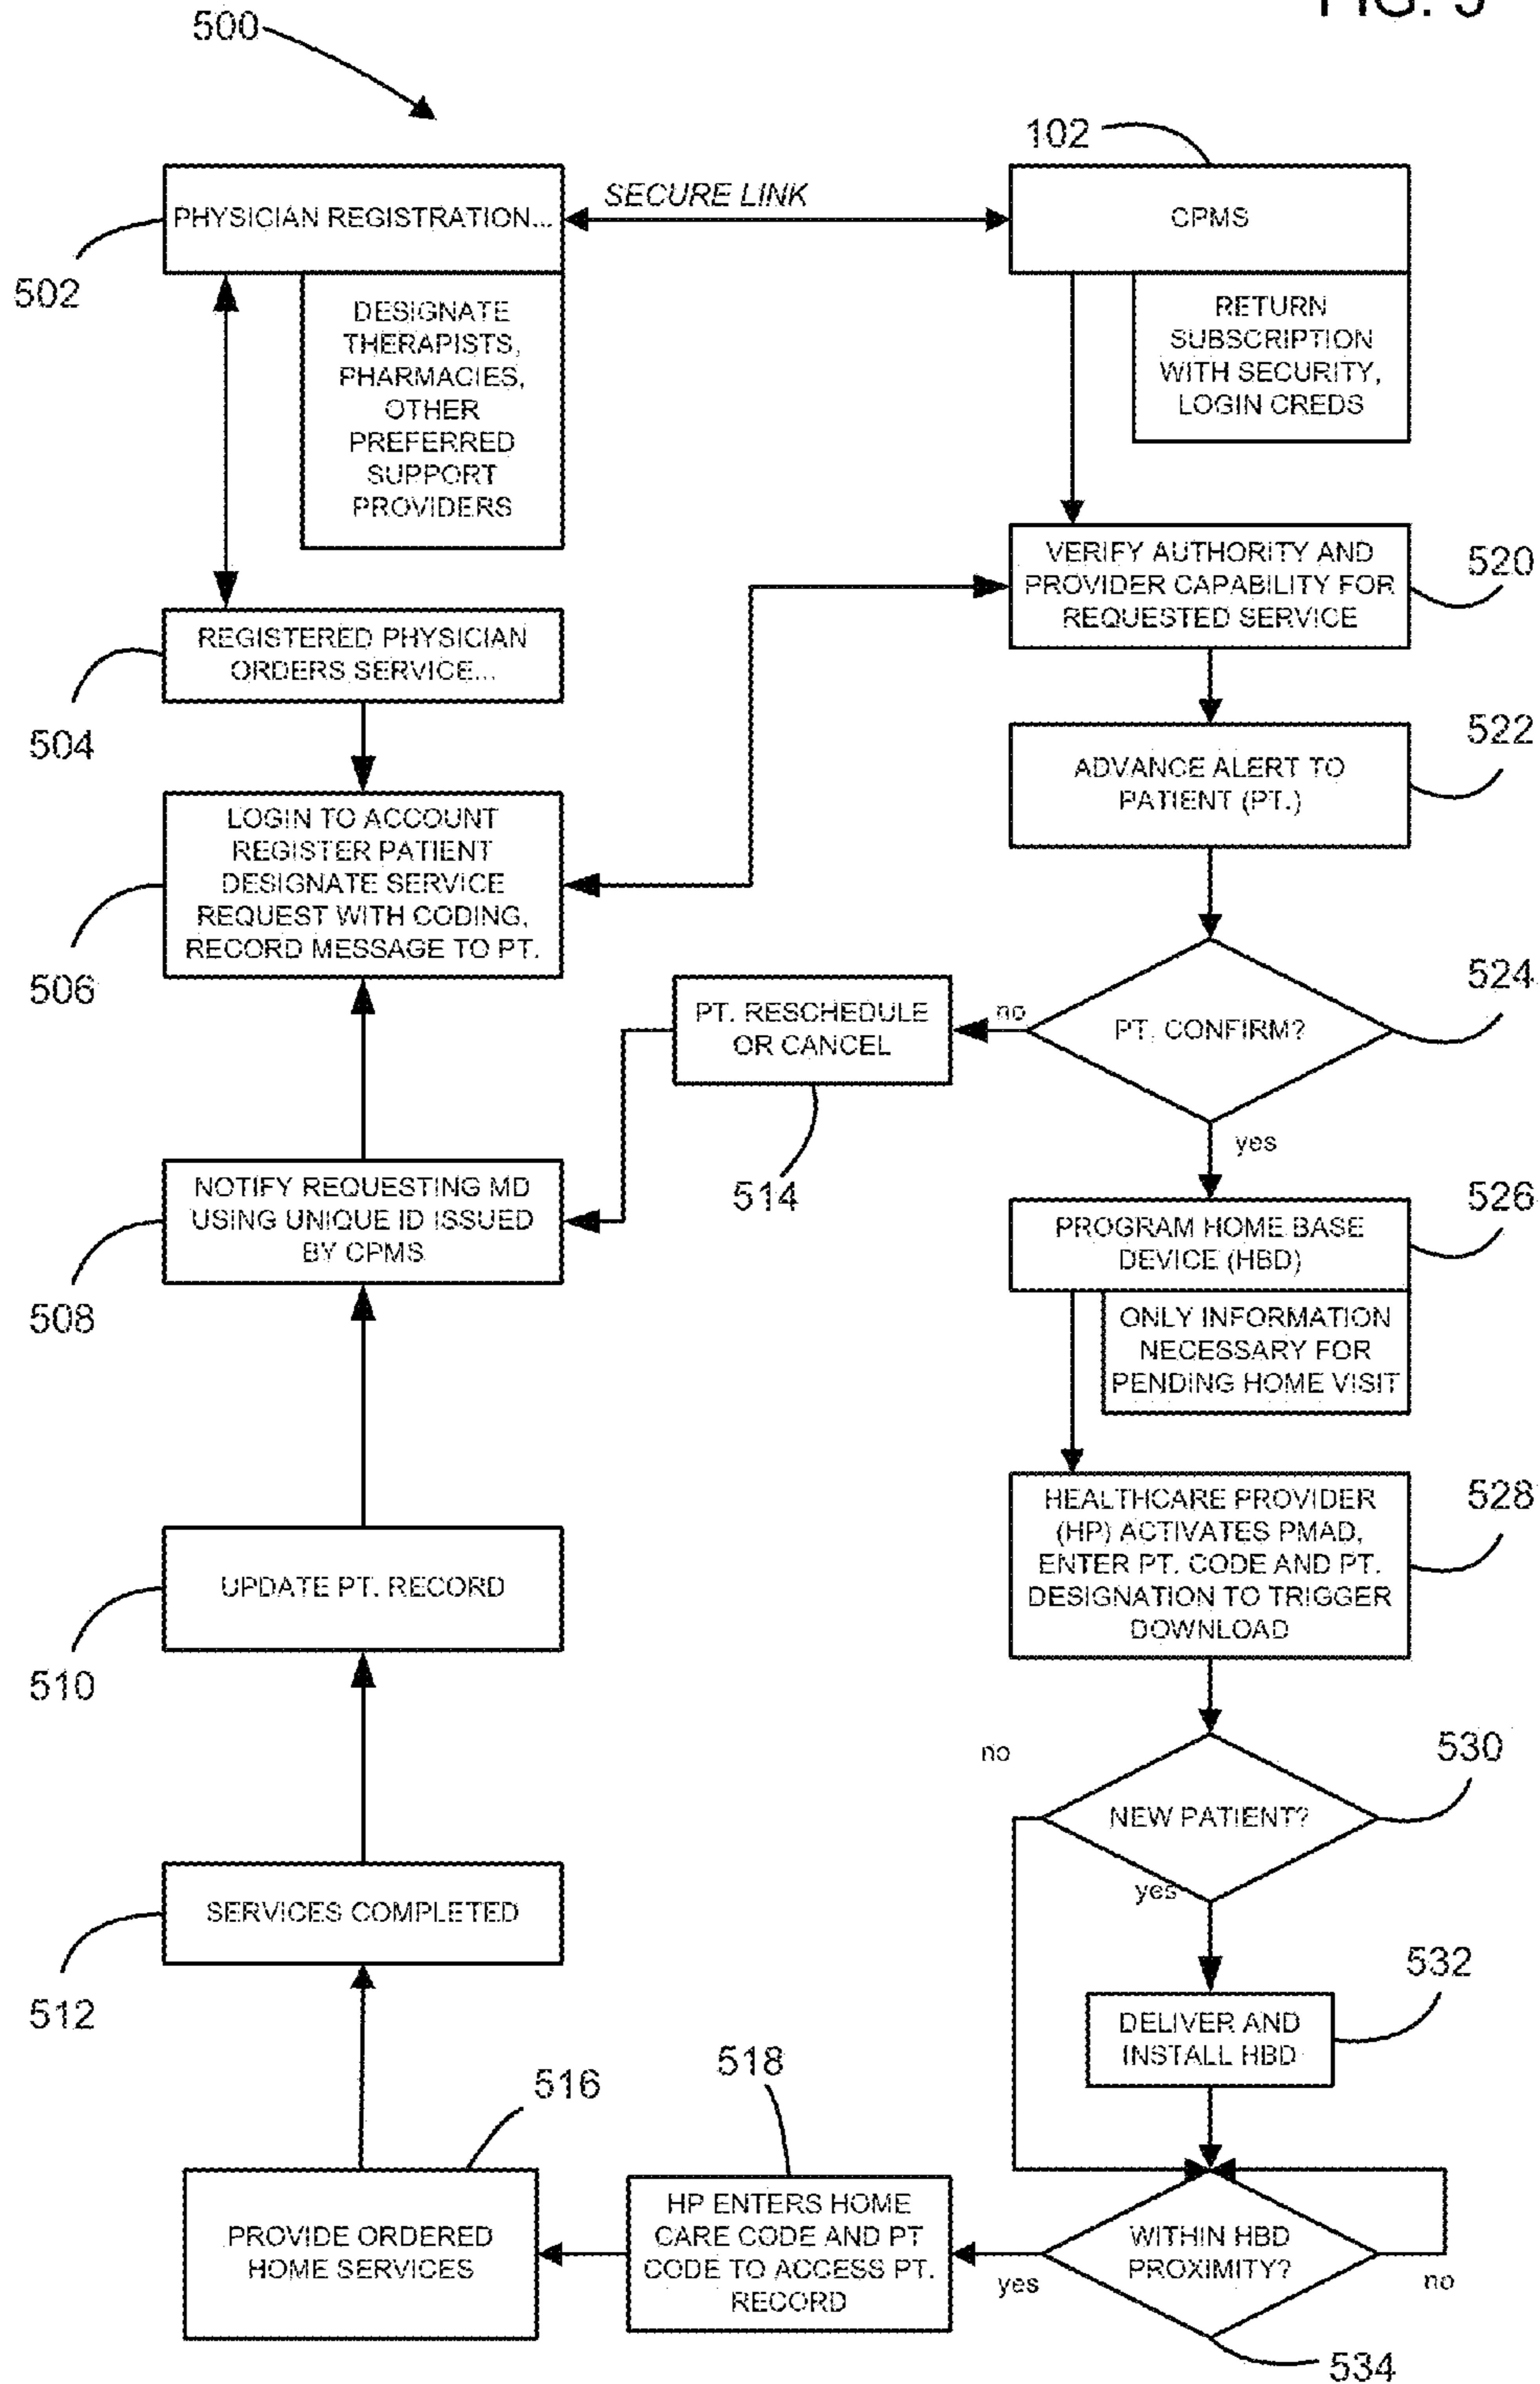 500
102
PHYSICIAN REGISTRATION...
SECURE LINK
CPMS
502
DESIGNATE
THERAPISTS,
PHARMACIES,
OTHER
PREFERRED
SUPPORT
PROVIDERS
RETURN
SUBSCRIPTION
WITH SECURITY,
LOGIN CREDS
VERIFY AUTHORITY AND
PROVIDER CAPABILITY FOR
REQUESTED SERVICE
520
REGISTERED PHYSICIAN
ORDERS SERVICE...
504
ADVANCE ALERT TO
PATIENT (PT.)
522
LOGIN TO ACCOUNT
REGISTER PATIENT
DESIGNATE SERVICE
REQUEST WITH CODING,
RECORD MESSAGE TO PT.
506
PT. CONFIRM?
524
no
yes
PT. RESCHEDULE
OR CANCEL
514
NOTIFY REQUESTING MD
USING UNIQUE ID ISSUED
BY CPMS
508
PROGRAM HOME BASE
DEVICE (HBD)
526
ONLY INFORMATION
NECESSARY FOR
PENDING HOME VISIT
HEALTHCARE PROVIDER
(HP) ACTIVATES PMAD,
ENTER PT. CODE AND PT.
DESIGNATION TO TRIGGER
DOWNLOAD
528
UPDATE PT. RECORD
510
no
NEW PATIENT?
530
yes
SERVICES COMPLETED
512
DELIVER AND
INSTALL HBD
532
516
518
PROVIDE ORDERED
HOME SERVICES
HP ENTERS HOME
CARE CODE AND PT
CODE TO ACCESS PT.
RECORD
WITHIN HBD
PROXIMITY?
yes
no
534